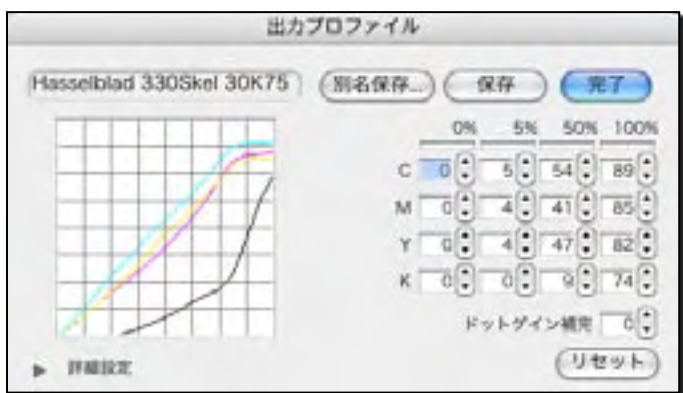 出力プロファイル
Hasselblad 330Skel 30K75 別名保存... 保存 完了
0% 5% 50% 100%
C 0 5 54 89
M 0 4 41 85
Y 0 4 47 82
K 0 0 9 74
ドットゲイン補完 0
詳細設定 リセット